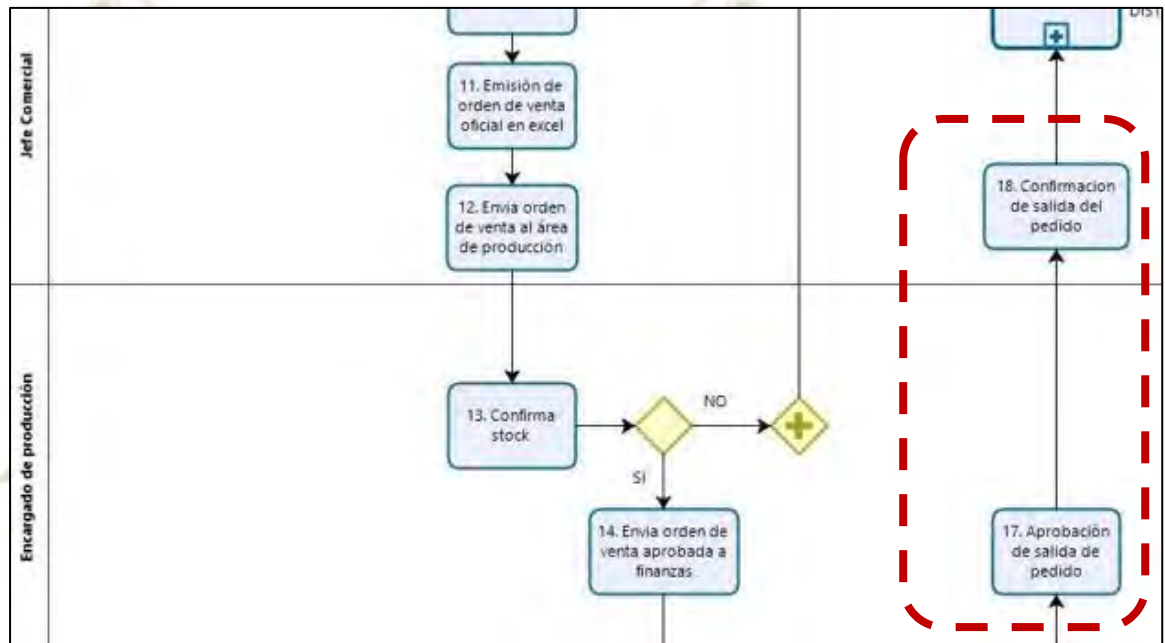 Jefe Comercial
11. Emisión de
orden de venta
oficial en excel
12. Envia orden
de venta al área
de producción
18. Confirmacion
de salida del
pedido
Encargado de producción
13. Confirma
stock
NO
SI
14. Envia orden de
venta aprobada a
finanzas
17. Aprobación
de salida de
pedido